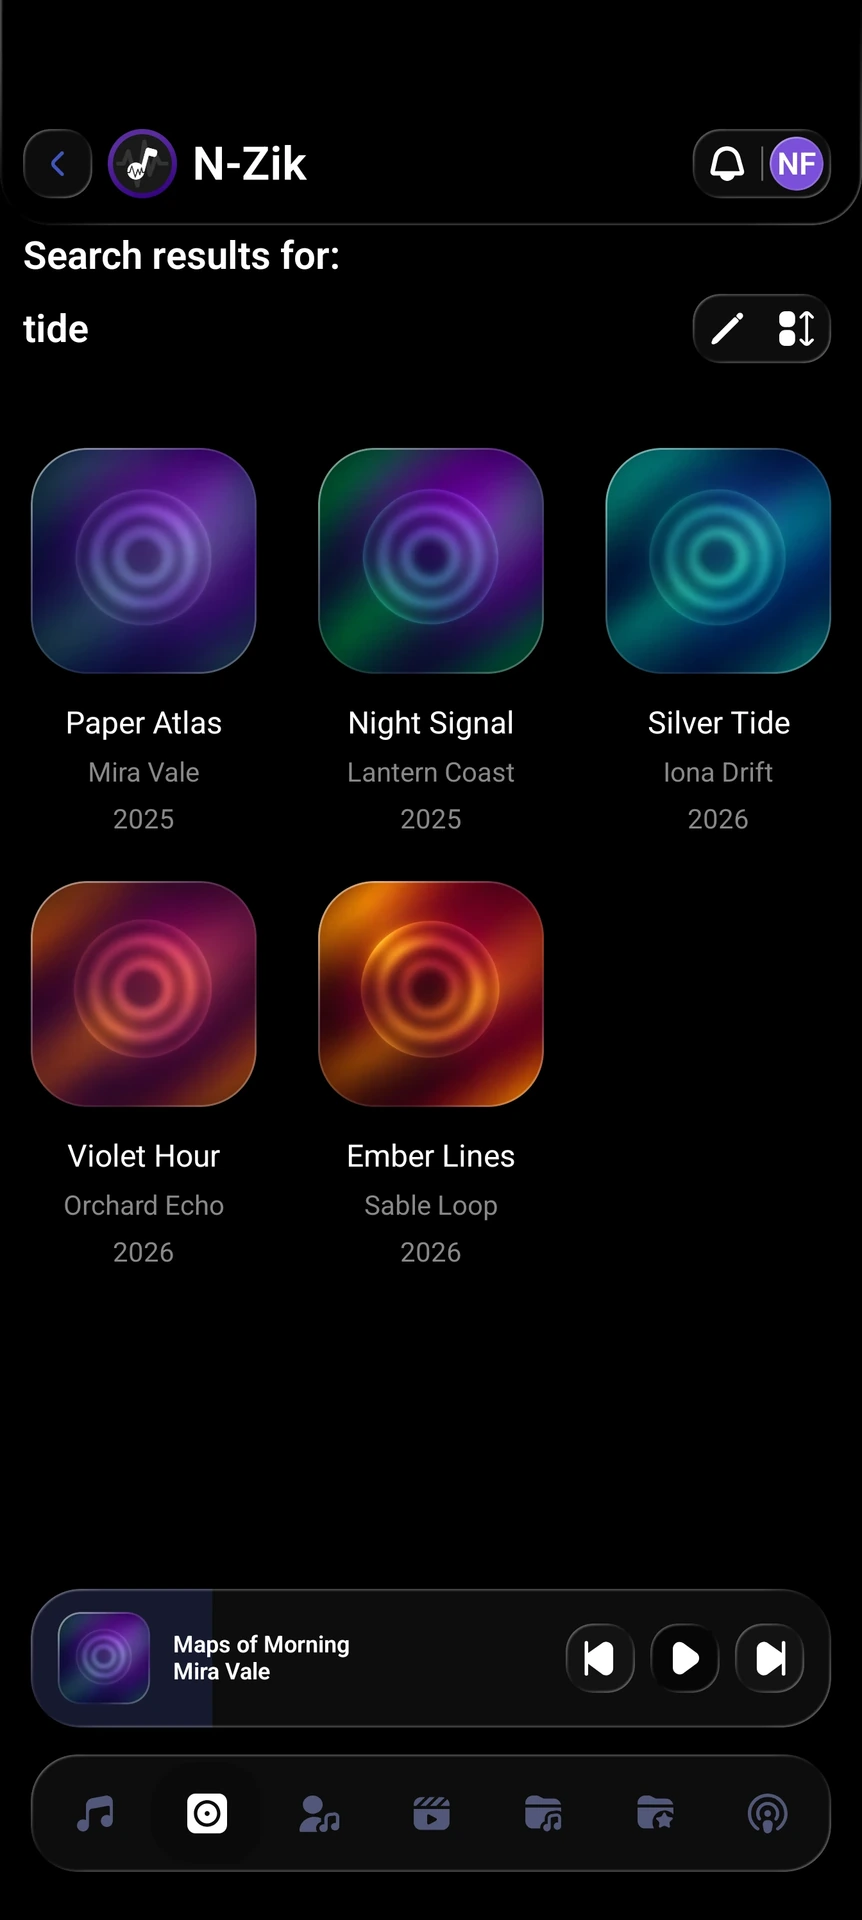 N-Zik
NF
Search results for:
tide
Paper Atlas
Mira Vale
2025
Night Signal
Lantern Coast
2025
Silver Tide
Iona Drift
2026
Violet Hour
Orchard Echo
2026
Ember Lines
Sable Loop
2026
Maps of Morning
Mira Vale